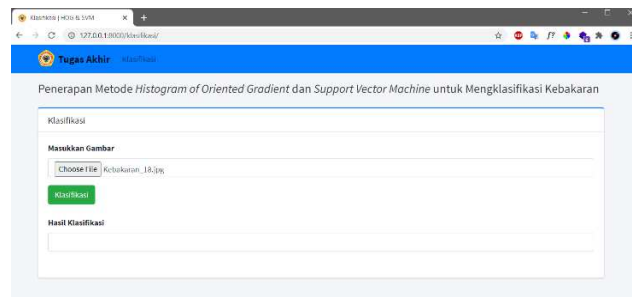 Klasifikasi | HOG & SVM
127.0.0.1:8000/klasifikasi/
Tugas Akhir Klasifikasi
Penerapan Metode Histogram of Oriented Gradient dan Support Vector Machine untuk Mengklasifikasi Kebakaran
Klasifikasi
Masukkan Gambar
Choose File Kebakaran_18.jpg
Klasifikasi
Hasil Klasifikasi